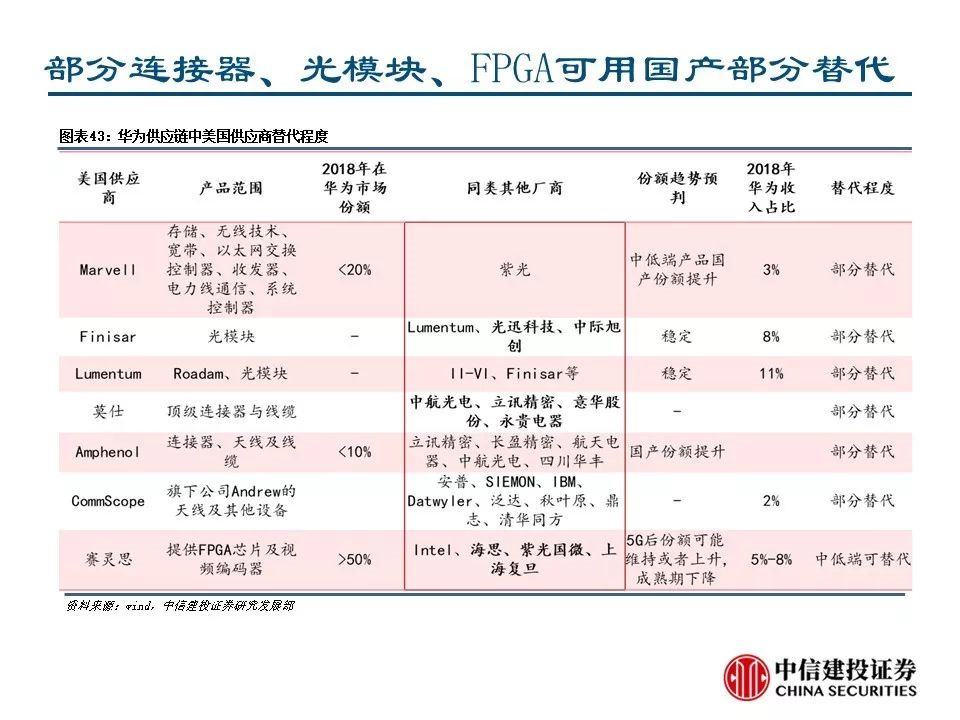 部分连接器、光模块、FPGA可用国产部分替代
图表43：华为供应链中美国供应商替代程度
美国供应
商
产品范围
2018年在
华为市场
份额
同类其他厂商
份额趋势预
判
2018年
华为收
入占比
替代程度
Marvell
存储、无线技术、
宽带、以太网交换
控制器、收发器、
电力线通信、系统
控制器
<20%
紫光
中低端产品国
产份额提升
3%
部分替代
Finisar
光模块
-
Lumentum、光迅科技、中际旭
创
稳定
8%
部分替代
Lumentum
Roadam、光模块
-
II-VI、Finisar等
稳定
11%
部分替代
莫仕
顶级连接器与线缆
中航光电、立讯精密、意华股
份、永贵电器
-
部分替代
Amphenol
连接器、天线及线
缆
<10%
立讯精密、长盈精密、航天电
器、中航光电、四川华丰
国产份额提升
部分替代
CommScope
旗下公司Andrew的
天线及其他设备
安普、SIEMON、IBM、
Datwyler、泛达、秋叶原、鼎
志、清华同方
-
2%
部分替代
赛灵思
提供FPGA芯片及视
频编码器
>50%
Intel、海思、紫光国微、上
海复旦
5G后份额可能
维持或者上升，
成熟期下降
5%-8%
中低端可替代
资料来源：wind，中信建投证券研究发展部
中信建投证券
CHINA SECURITIES